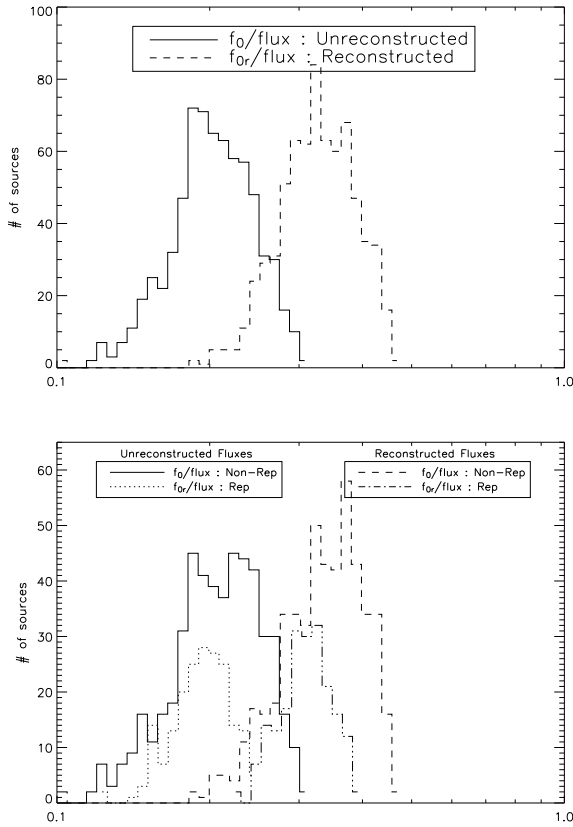 100
f0/flux : Unreconstructed
f0r/flux : Reconstructed
80
60
40
20
0
# of sources
0.1
1.0
Unreconstructed Fluxes
Reconstructed Fluxes
f0/flux : Non-Rep
f0r/flux : Rep
f0/flux : Non-Rep
f0r/flux : Rep
60
50
40
30
20
10
0
# of sources
0.1
1.0